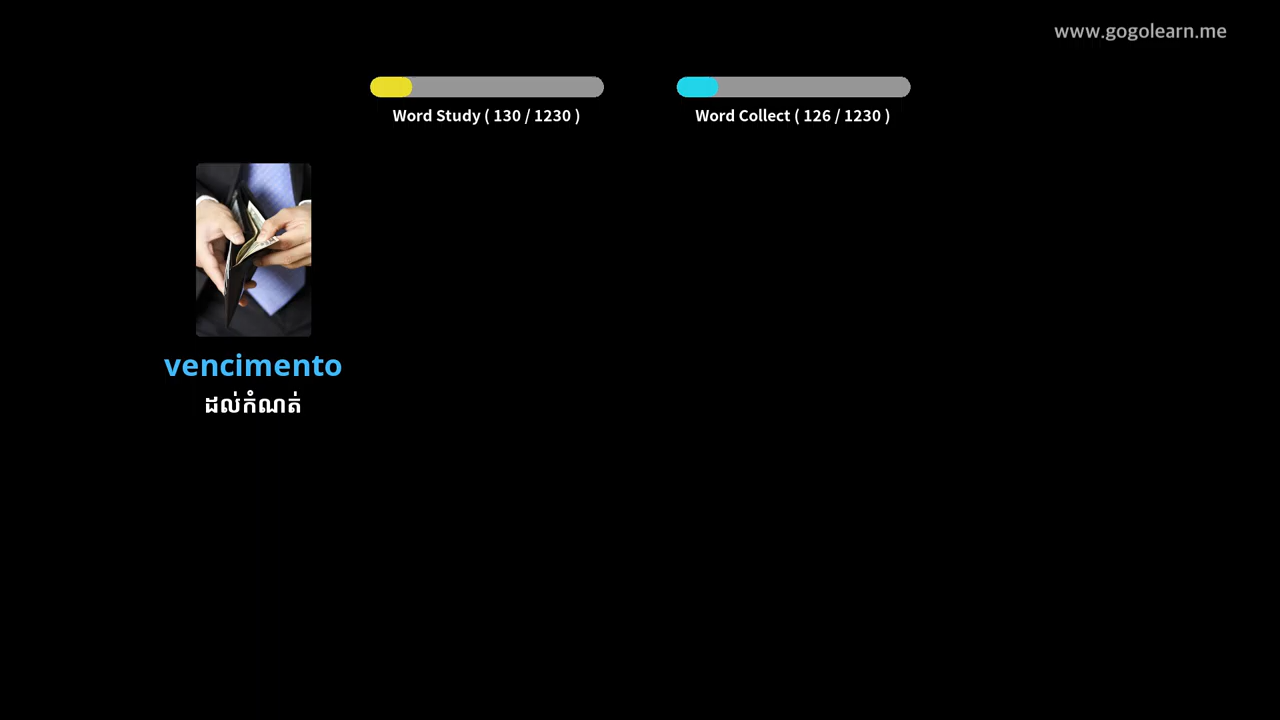 www.gogolearn.me
Word Study ( 130 / 1230 )
Word Collect ( 126 / 1230 )
vencimento
ដល់កំណត់